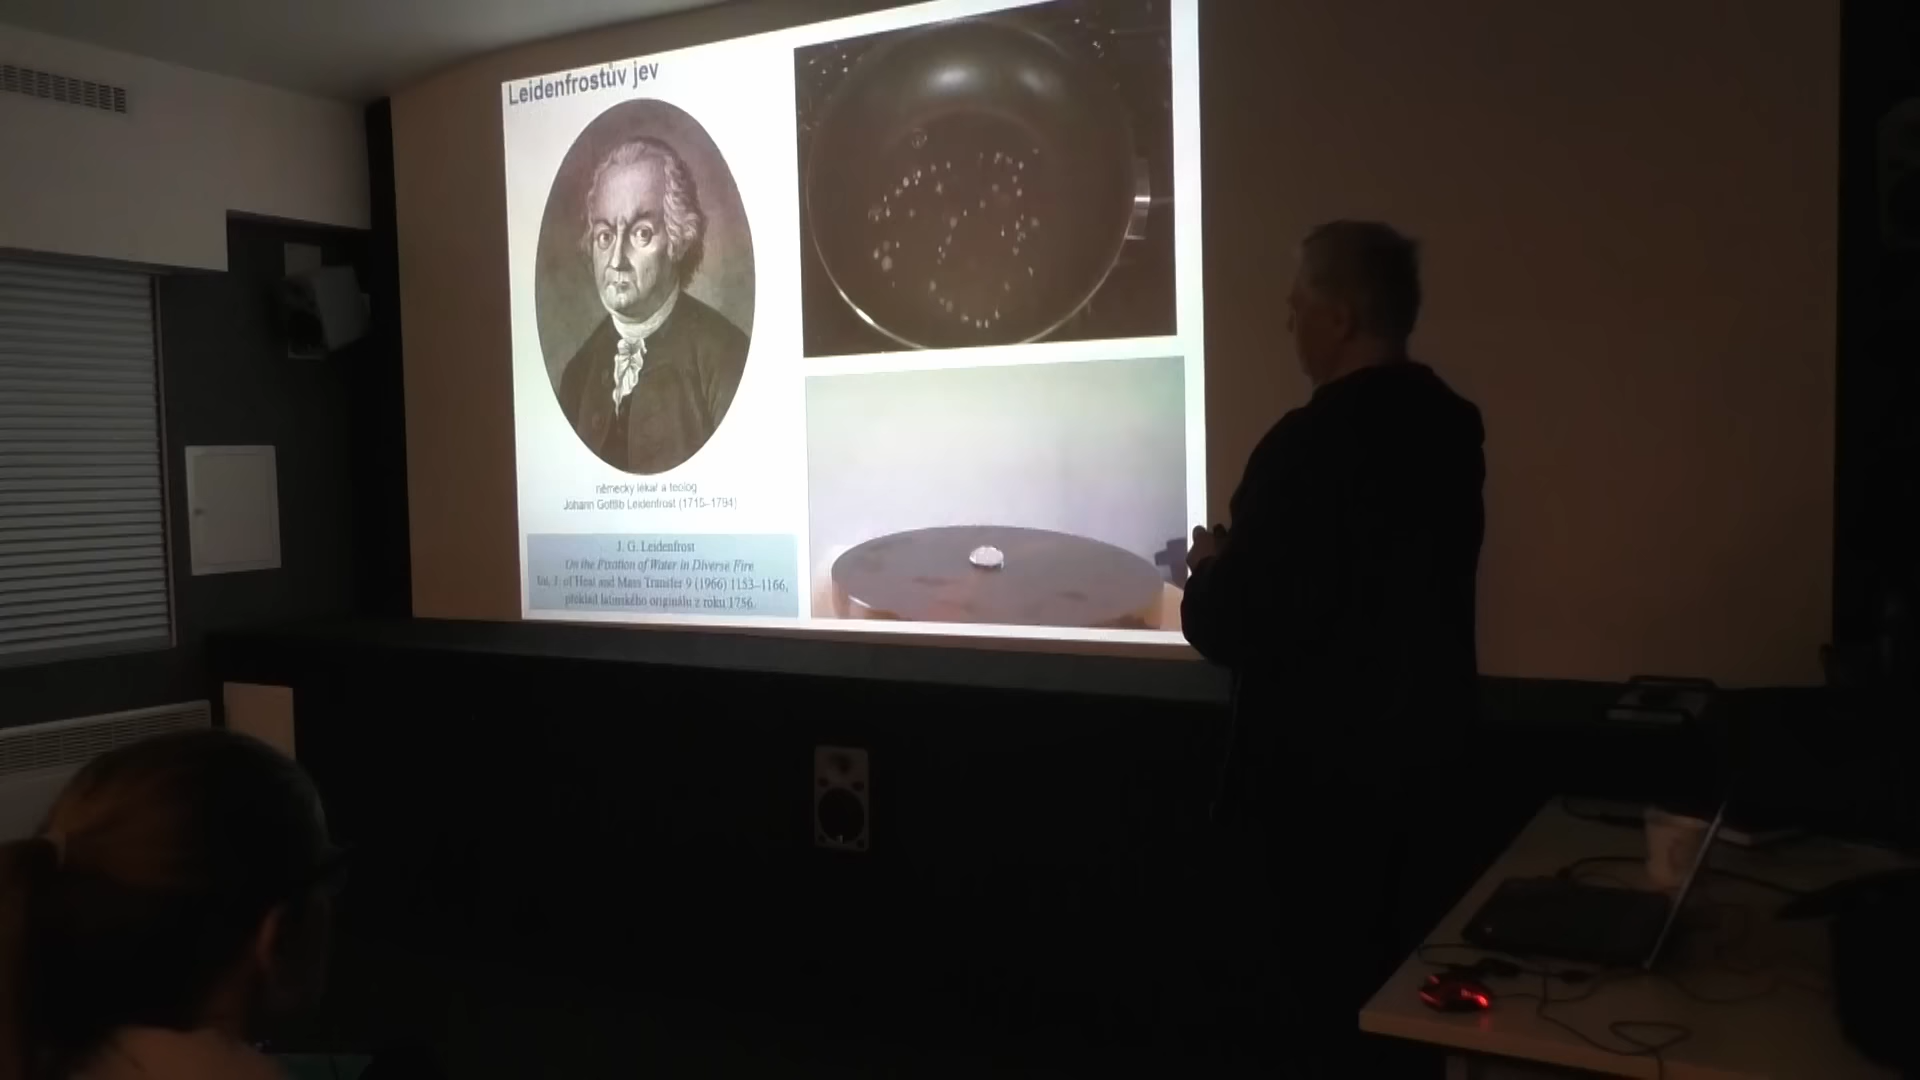 Leidenfrostův jev
německý lékař a teolog
Johann Gottlib Leidenfrost (1715–1794)
J. G. Leidenfrost
On the Fixation of Water in Diverse Fire
Int. J. of Heat and Mass Transfer 9 (1966) 1153–1166,
překlad latinského originálu z roku 1756.